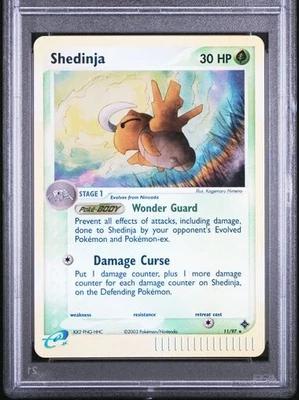 Shedinja 30 HP
Illus. Kagemaru Himeno
STAGE 1
Evolves from Nincada
Poké-BODY Wonder Guard
Prevent all effects of attacks, including damage,
done to Shedinja by your opponent's Evolved
Pokémon and Pokémon-ex.
Damage Curse
Put 1 damage counter, plus 1 more damage
counter for each damage counter on Shedinja,
on the Defending Pokémon.
weakness resistance retreat cost
©2003 Pokémon/Nintendo 11/97 ★